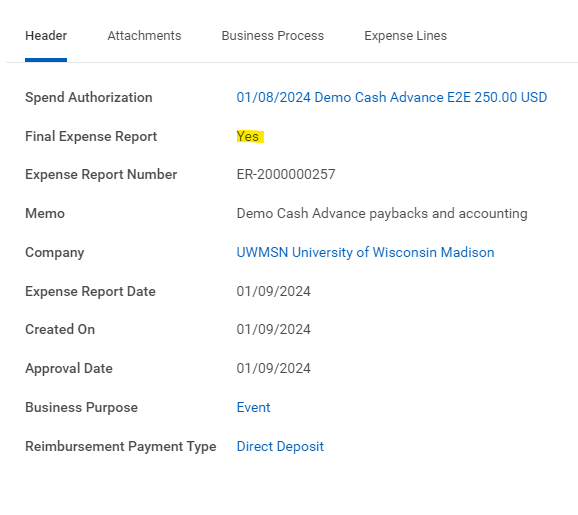 Header Attachments Business Process Expense Lines
Spend Authorization 01/08/2024 Demo Cash Advance E2E 250.00 USD
Final Expense Report Yes
Expense Report Number ER-2000000257
Memo Demo Cash Advance paybacks and accounting
Company UWMSN University of Wisconsin Madison
Expense Report Date 01/09/2024
Created On 01/09/2024
Approval Date 01/09/2024
Business Purpose Event
Reimbursement Payment Type Direct Deposit